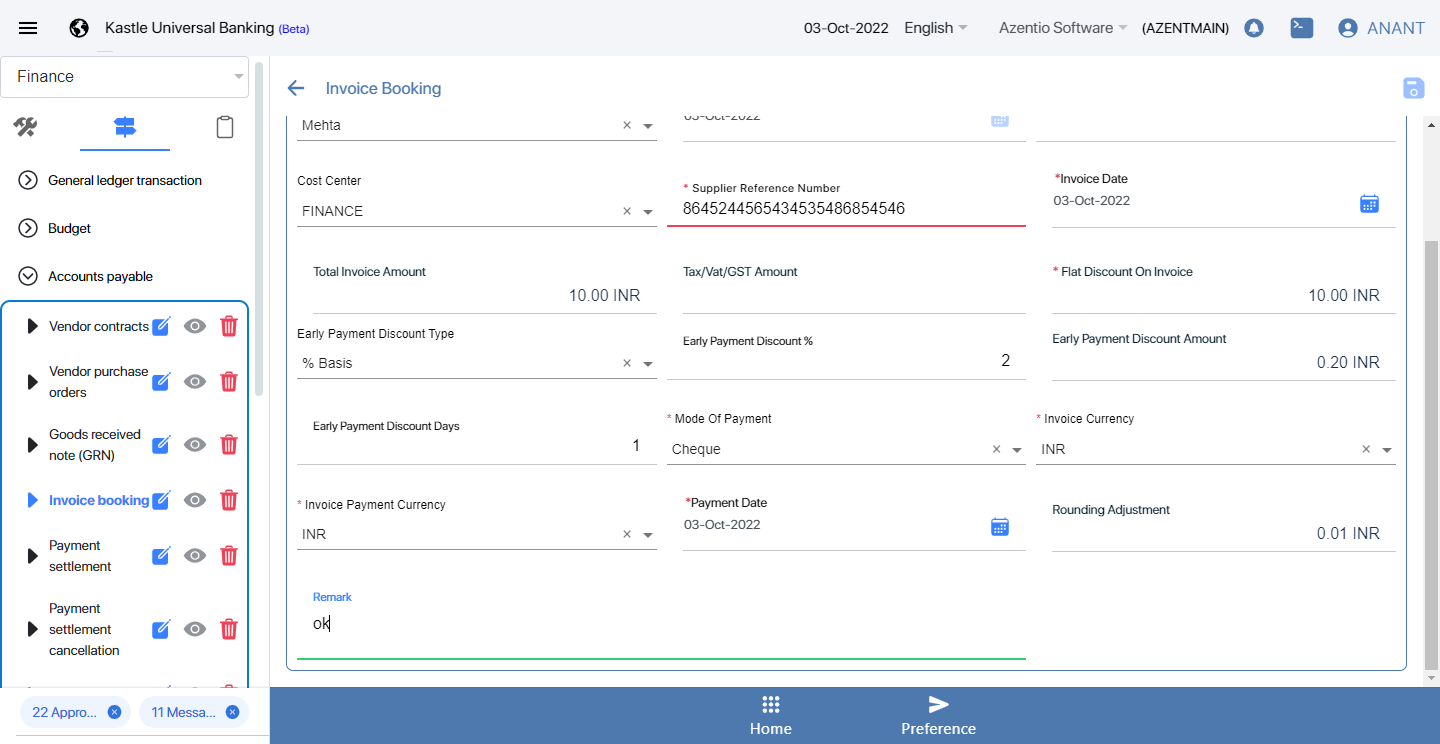 Kastle Universal Banking (Beta)
03-Oct-2022
English
Azentio Software
(AZENTMAIN)
ANANT
Finance
General ledger transaction
Budget
Accounts payable
Vendor contracts
Vendor purchase
orders
Goods received
note (GRN)
Invoice booking
Payment
settlement
Payment
settlement
cancellation
22 Appro...
11 Messa...
Invoice Booking
Mehta
03-Oct-2022
Cost Center
FINANCE
* Supplier Reference Number
8645244565434535486854546
*Invoice Date
03-Oct-2022
Total Invoice Amount
10.00 INR
Tax/Vat/GST Amount
* Flat Discount On Invoice
10.00 INR
Early Payment Discount Type
% Basis
Early Payment Discount %
2
Early Payment Discount Amount
0.20 INR
Early Payment Discount Days
1
* Mode Of Payment
Cheque
* Invoice Currency
INR
* Invoice Payment Currency
INR
*Payment Date
03-Oct-2022
Rounding Adjustment
0.01 INR
Remark
ok
Home
Preference